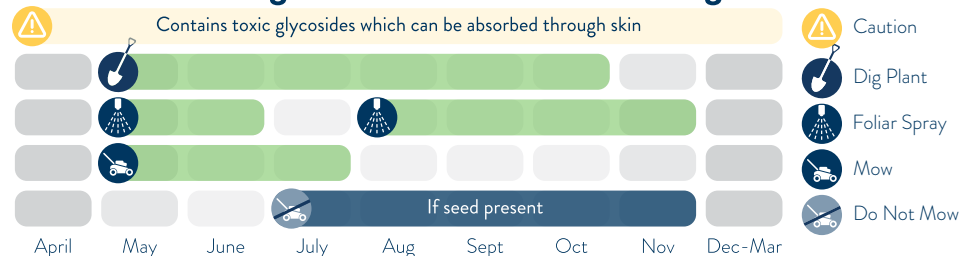 Contains toxic glycosides which can be absorbed through skin
Caution
Dig Plant
Foliar Spray
Mow
If seed present
Do Not Mow
April May June July Aug Sept Oct Nov Dec-Mar